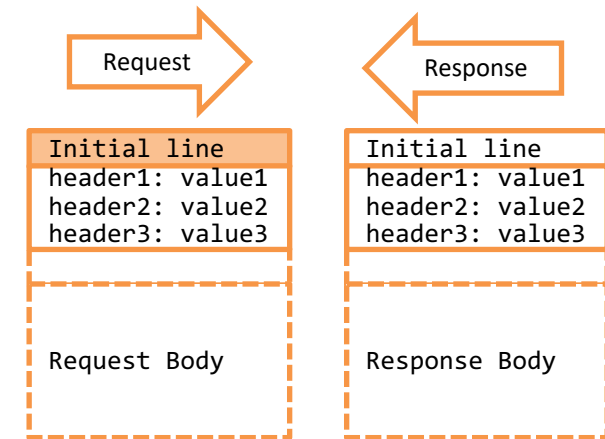 Request
Response
Initial line
header1: value1
header2: value2
header3: value3
Request Body
Initial line
header1: value1
header2: value2
header3: value3
Response Body